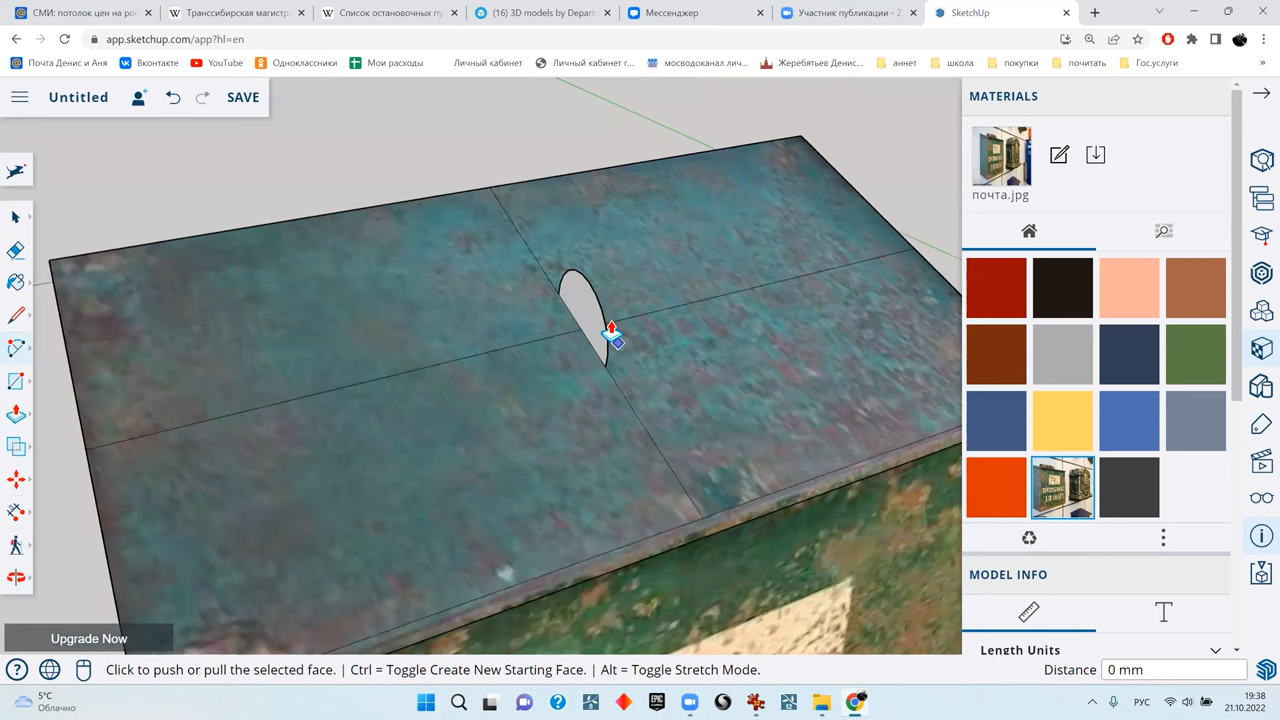 СМИ: потолок цен на рос
Транссибирская магистр
Список остановочных пу
(16) 3D models by Depart
Мессенджер
Участник публикации - 2
SketchUp
app.sketchup.com/app?hl=en
Почта Денис и Аня
Вконтакте
YouTube
Одноклассники
Мои расходы
Личный кабинет
Личный кабинет г...
мосводоканал лич...
Жеребятьев Денис...
аннет
школа
покупки
почитать
Гос.услуги
»
Untitled
SAVE
MATERIALS
почта.jpg
MODEL INFO
Length Units
Upgrade Now
Click to push or pull the selected face. | Ctrl = Toggle Create New Starting Face. | Alt = Toggle Stretch Mode.
Distance 0 mm
5°C
Облачно
EPIC
12
РУС
19:38
21.10.2022